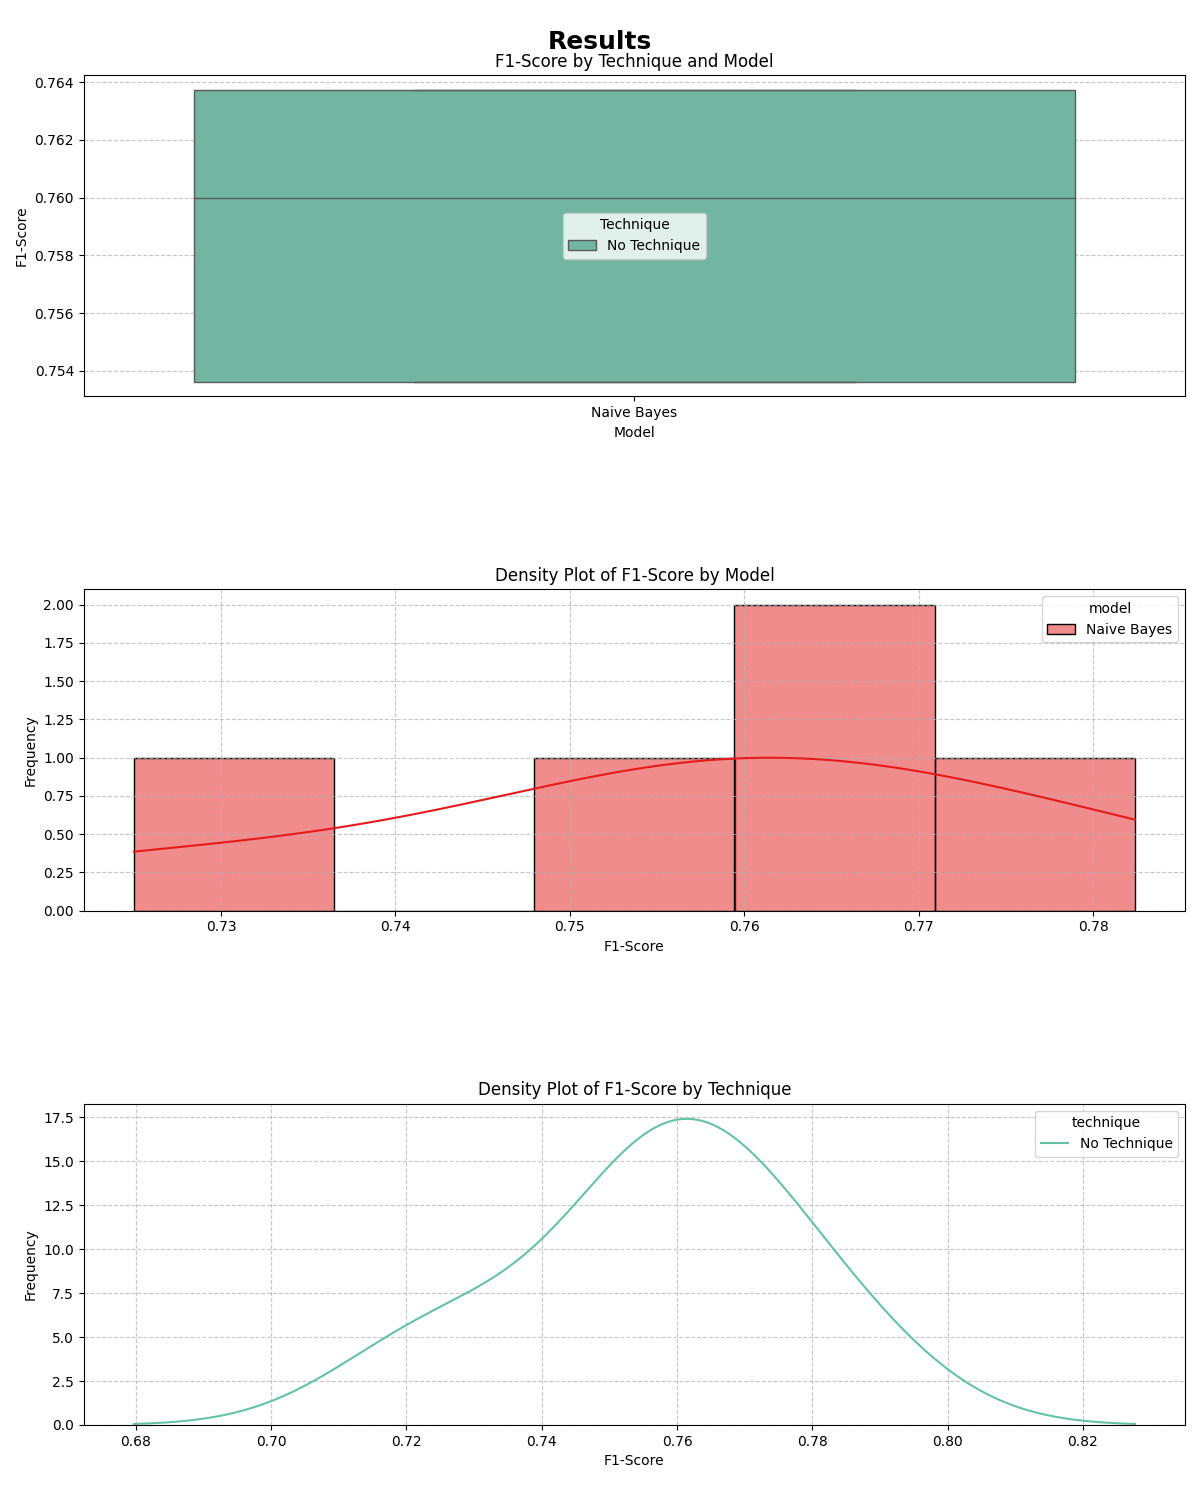 Results
F1-Score by Technique and Model
0.764
0.762
0.760
0.758
0.756
0.754
F1-Score
Technique
No Technique
Naive Bayes
Model
Density Plot of F1-Score by Model
2.00
1.75
1.50
1.25
1.00
0.75
0.50
0.25
0.00
Frequency
model
Naive Bayes
0.73 0.74 0.75 0.76 0.77 0.78
F1-Score
Density Plot of F1-Score by Technique
17.5
15.0
12.5
10.0
7.5
5.0
2.5
0.0
Frequency
technique
No Technique
0.68 0.70 0.72 0.74 0.76 0.78 0.80 0.82
F1-Score